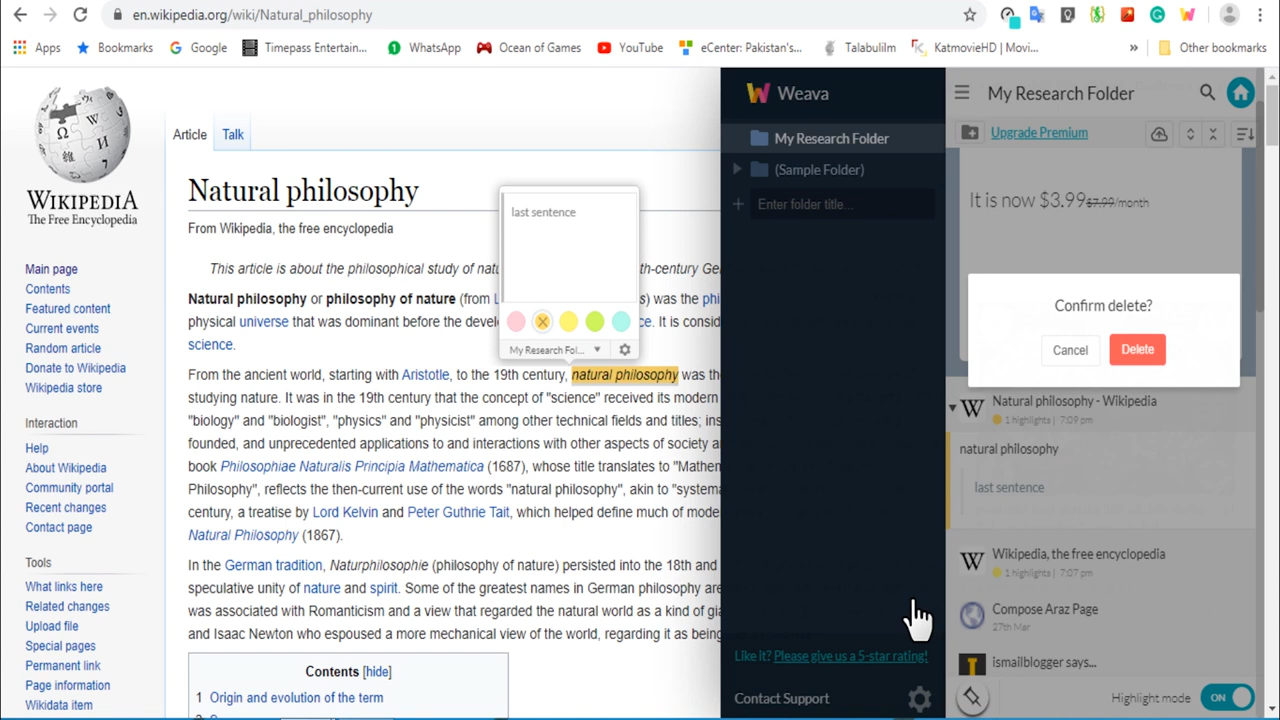 en.wikipedia.org/wiki/Natural_philosophy
Apps Bookmarks Google Timepass Entertain... WhatsApp Ocean of Games YouTube eCenter: Pakistan's... Talabulilm KatmovieHD | Movi... » Other bookmarks
WIKIPEDIA
The Free Encyclopedia
Main page
Contents
Featured content
Current events
Random article
Donate to Wikipedia
Wikipedia store
Interaction
Help
About Wikipedia
Community portal
Recent changes
Contact page
Tools
What links here
Related changes
Upload file
Special pages
Permanent link
Page information
Wikidata item
Article Talk
Natural philosophy
From Wikipedia, the free encyclopedia
This article is about the philosophical study of natu th-century Ge
Natural philosophy or philosophy of nature (from L s) was the phi
physical universe that was dominant before the develo ce. It is consid
science.
From the ancient world, starting with Aristotle, to the 19th century, natural philosophy was the
studying nature. It was in the 19th century that the concept of "science" received its modern
"biology" and "biologist", "physics" and "physicist" among other technical fields and titles; ins
founded, and unprecedented applications to and interactions with other aspects of society a
book Philosophiae Naturalis Principia Mathematica (1687), whose title translates to "Mathem
Philosophy", reflects the then-current use of the words "natural philosophy", akin to "system
century, a treatise by Lord Kelvin and Peter Guthrie Tait, which helped define much of mode
Natural Philosophy (1867).
In the German tradition, Naturphilosophie (philosophy of nature) persisted into the 18th and
speculative unity of nature and spirit. Some of the greatest names in German philosophy are
was associated with Romanticism and a view that regarded the natural world as a kind of gia
and Isaac Newton who espoused a more mechanical view of the world, regarding it as being
Contents [hide]
1 Origin and evolution of the term
last sentence
My Research Fol...
Weava
My Research Folder
(Sample Folder)
+ Enter folder title...
Like it? Please give us a 5-star rating!
Contact Support
My Research Folder
Upgrade Premium
It is now $3.99$7.99/month
Confirm delete?
Cancel Delete
Natural philosophy - Wikipedia
1 highlights | 7:09 pm
natural philosophy
last sentence
Wikipedia, the free encyclopedia
1 highlights | 7:07 pm
Compose Araz Page
27th Mar
ismailblogger says...
Highlight mode ON